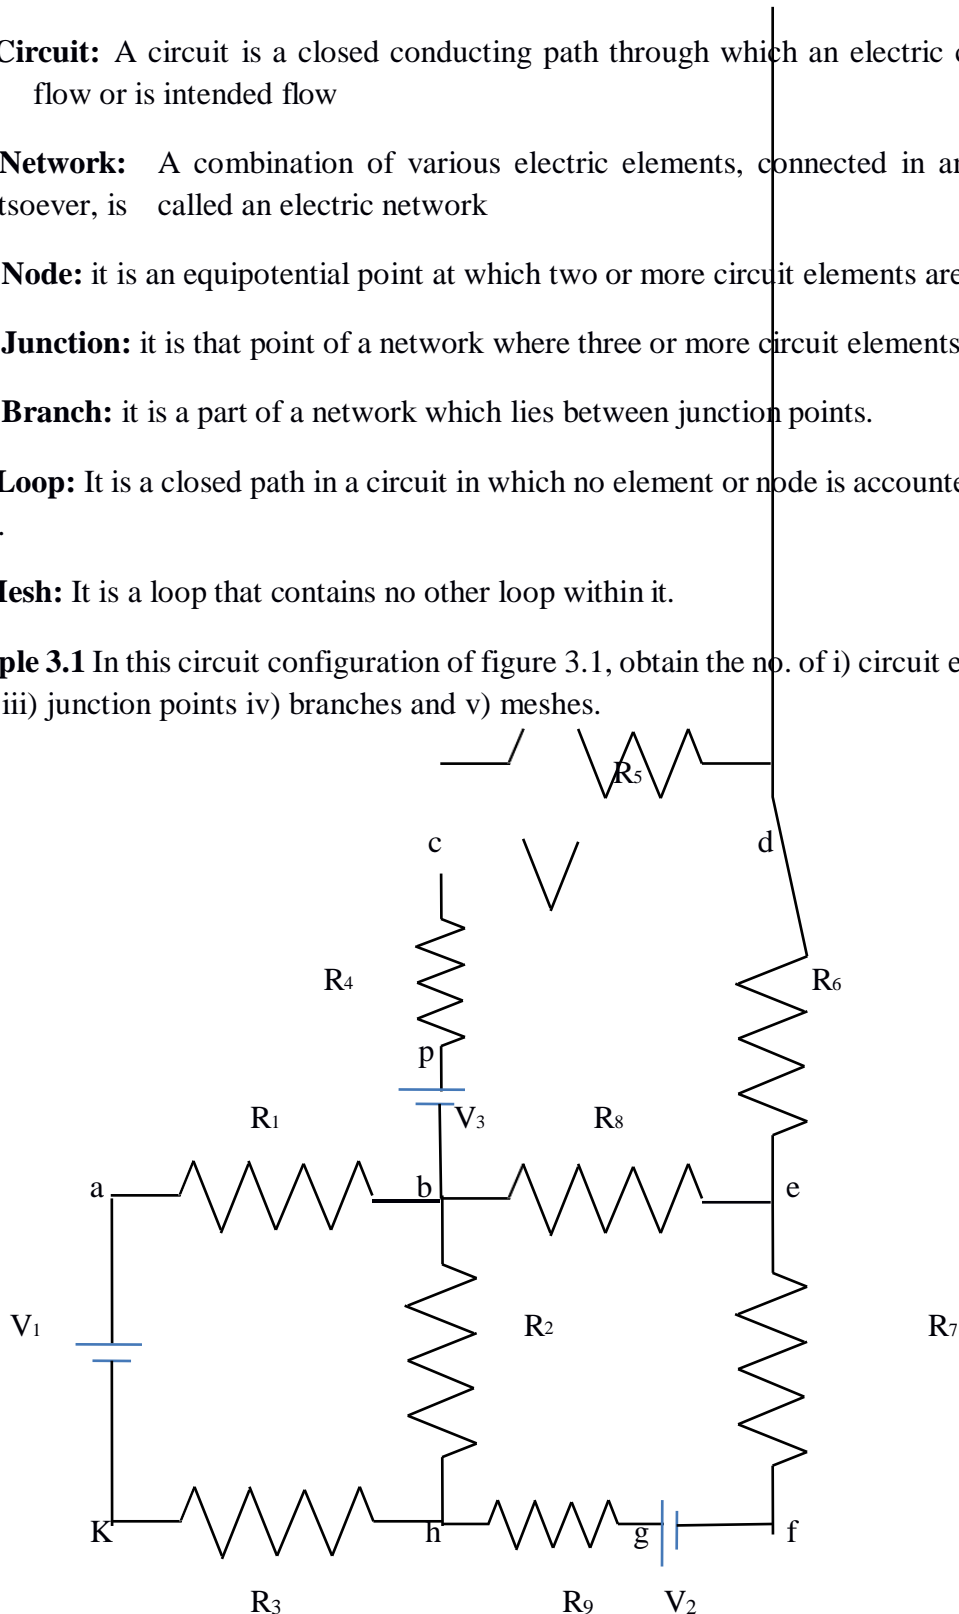 Circuit: A circuit is a closed conducting path through which an electric
flow or is intended flow
Network: A combination of various electric elements, connected in
tsoever, is called an electric network
Node: it is an equipotential point at which two or more circuit elements are
Junction: it is that point of a network where three or more circuit elements
Branch: it is a part of a network which lies between junction points.
Loop: It is a closed path in a circuit in which no element or node is accounte
.
esh: It is a loop that contains no other loop within it.
ple 3.1 In this circuit configuration of figure 3.1, obtain the no. of i) circuit e
iii) junction points iv) branches and v) meshes.
R5
c d
R4 R6
p
R1 V3 R8
a b e
V1 R2 R7
K h g f
R3 R9 V2